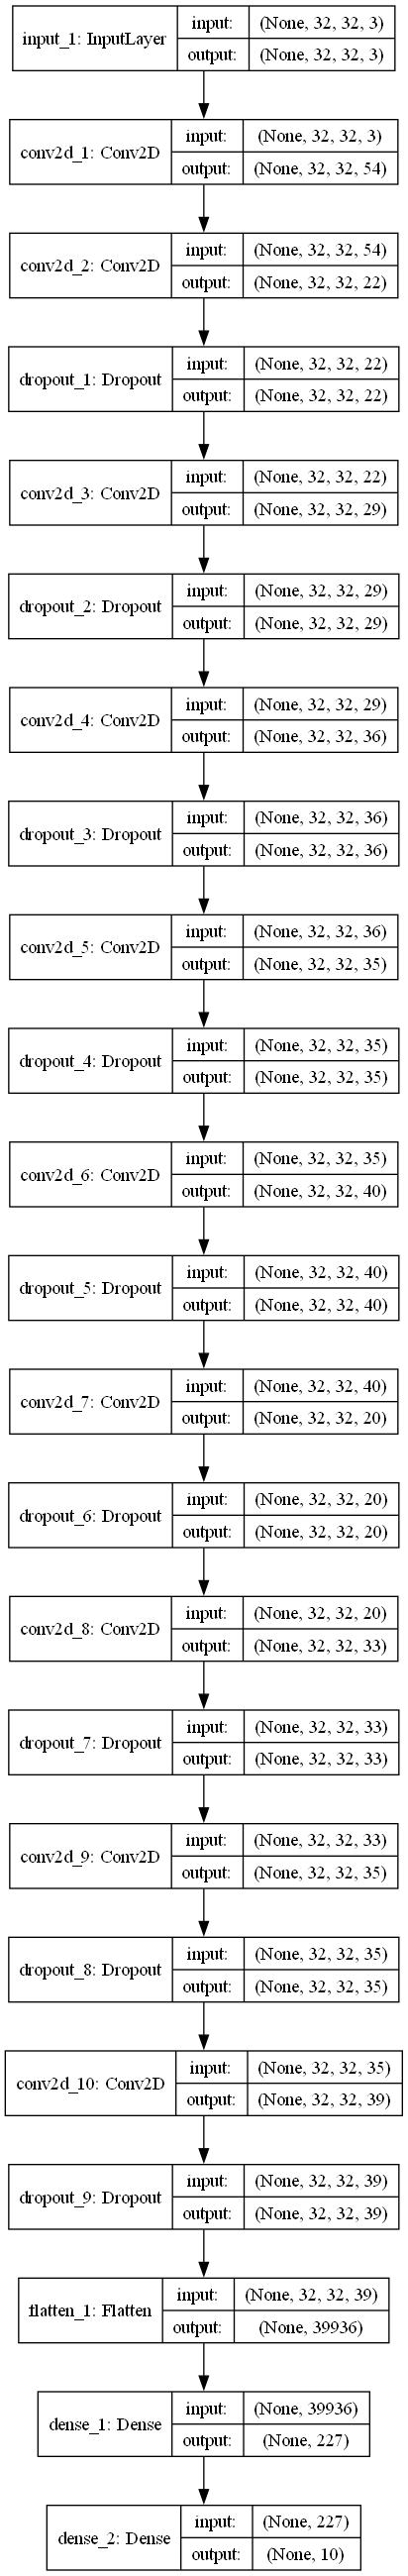 input_1: InputLayer
input: (None, 32, 32, 3)
output: (None, 32, 32, 3)
conv2d_1: Conv2D
input: (None, 32, 32, 3)
output: (None, 32, 32, 54)
conv2d_2: Conv2D
input: (None, 32, 32, 54)
output: (None, 32, 32, 22)
dropout_1: Dropout
input: (None, 32, 32, 22)
output: (None, 32, 32, 22)
conv2d_3: Conv2D
input: (None, 32, 32, 22)
output: (None, 32, 32, 29)
dropout_2: Dropout
input: (None, 32, 32, 29)
output: (None, 32, 32, 29)
conv2d_4: Conv2D
input: (None, 32, 32, 29)
output: (None, 32, 32, 36)
dropout_3: Dropout
input: (None, 32, 32, 36)
output: (None, 32, 32, 36)
conv2d_5: Conv2D
input: (None, 32, 32, 36)
output: (None, 32, 32, 35)
dropout_4: Dropout
input: (None, 32, 32, 35)
output: (None, 32, 32, 35)
conv2d_6: Conv2D
input: (None, 32, 32, 35)
output: (None, 32, 32, 40)
dropout_5: Dropout
input: (None, 32, 32, 40)
output: (None, 32, 32, 40)
conv2d_7: Conv2D
input: (None, 32, 32, 40)
output: (None, 32, 32, 20)
dropout_6: Dropout
input: (None, 32, 32, 20)
output: (None, 32, 32, 20)
conv2d_8: Conv2D
input: (None, 32, 32, 20)
output: (None, 32, 32, 33)
dropout_7: Dropout
input: (None, 32, 32, 33)
output: (None, 32, 32, 33)
conv2d_9: Conv2D
input: (None, 32, 32, 33)
output: (None, 32, 32, 35)
dropout_8: Dropout
input: (None, 32, 32, 35)
output: (None, 32, 32, 35)
conv2d_10: Conv2D
input: (None, 32, 32, 35)
output: (None, 32, 32, 39)
dropout_9: Dropout
input: (None, 32, 32, 39)
output: (None, 32, 32, 39)
flatten_1: Flatten
input: (None, 32, 32, 39)
output: (None, 39936)
dense_1: Dense
input: (None, 39936)
output: (None, 227)
dense_2: Dense
input: (None, 227)
output: (None, 10)